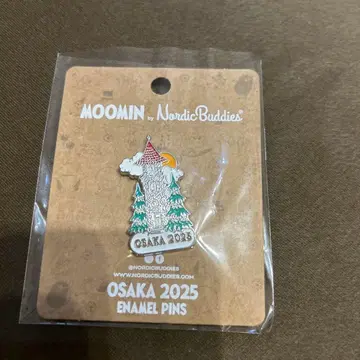 MOOMIN by NordicBuddies®
OSAKA 2025
@NORDICBUDDIES
WWW.NORDICBUDDIES.COM
OSAKA 2025
ENAMEL PINS